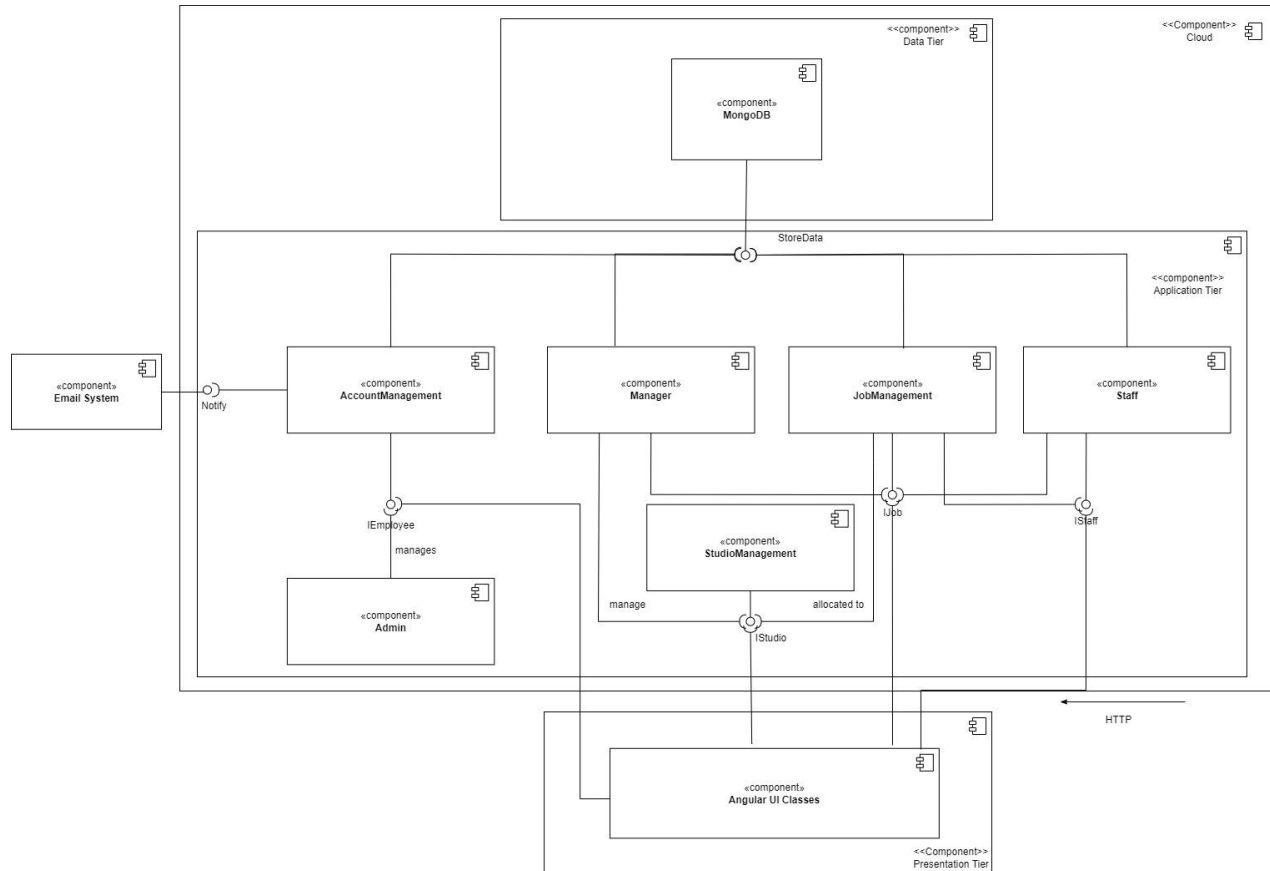 <<component>>
Data Tier
<<Component>>
Cloud
«component»
MongoDB
StoreData
<<component>>
Application Tier
«component»
Email System
Notify
«component»
AccountManagement
«component»
Manager
«component»
JobManagement
«component»
Staff
IEmployee
manages
IJob
IStaff
«component»
StudioManagement
manage
allocated to
IStudio
«component»
Admin
HTTP
«component»
Angular UI Classes
<<Component>>
Presentation Tier